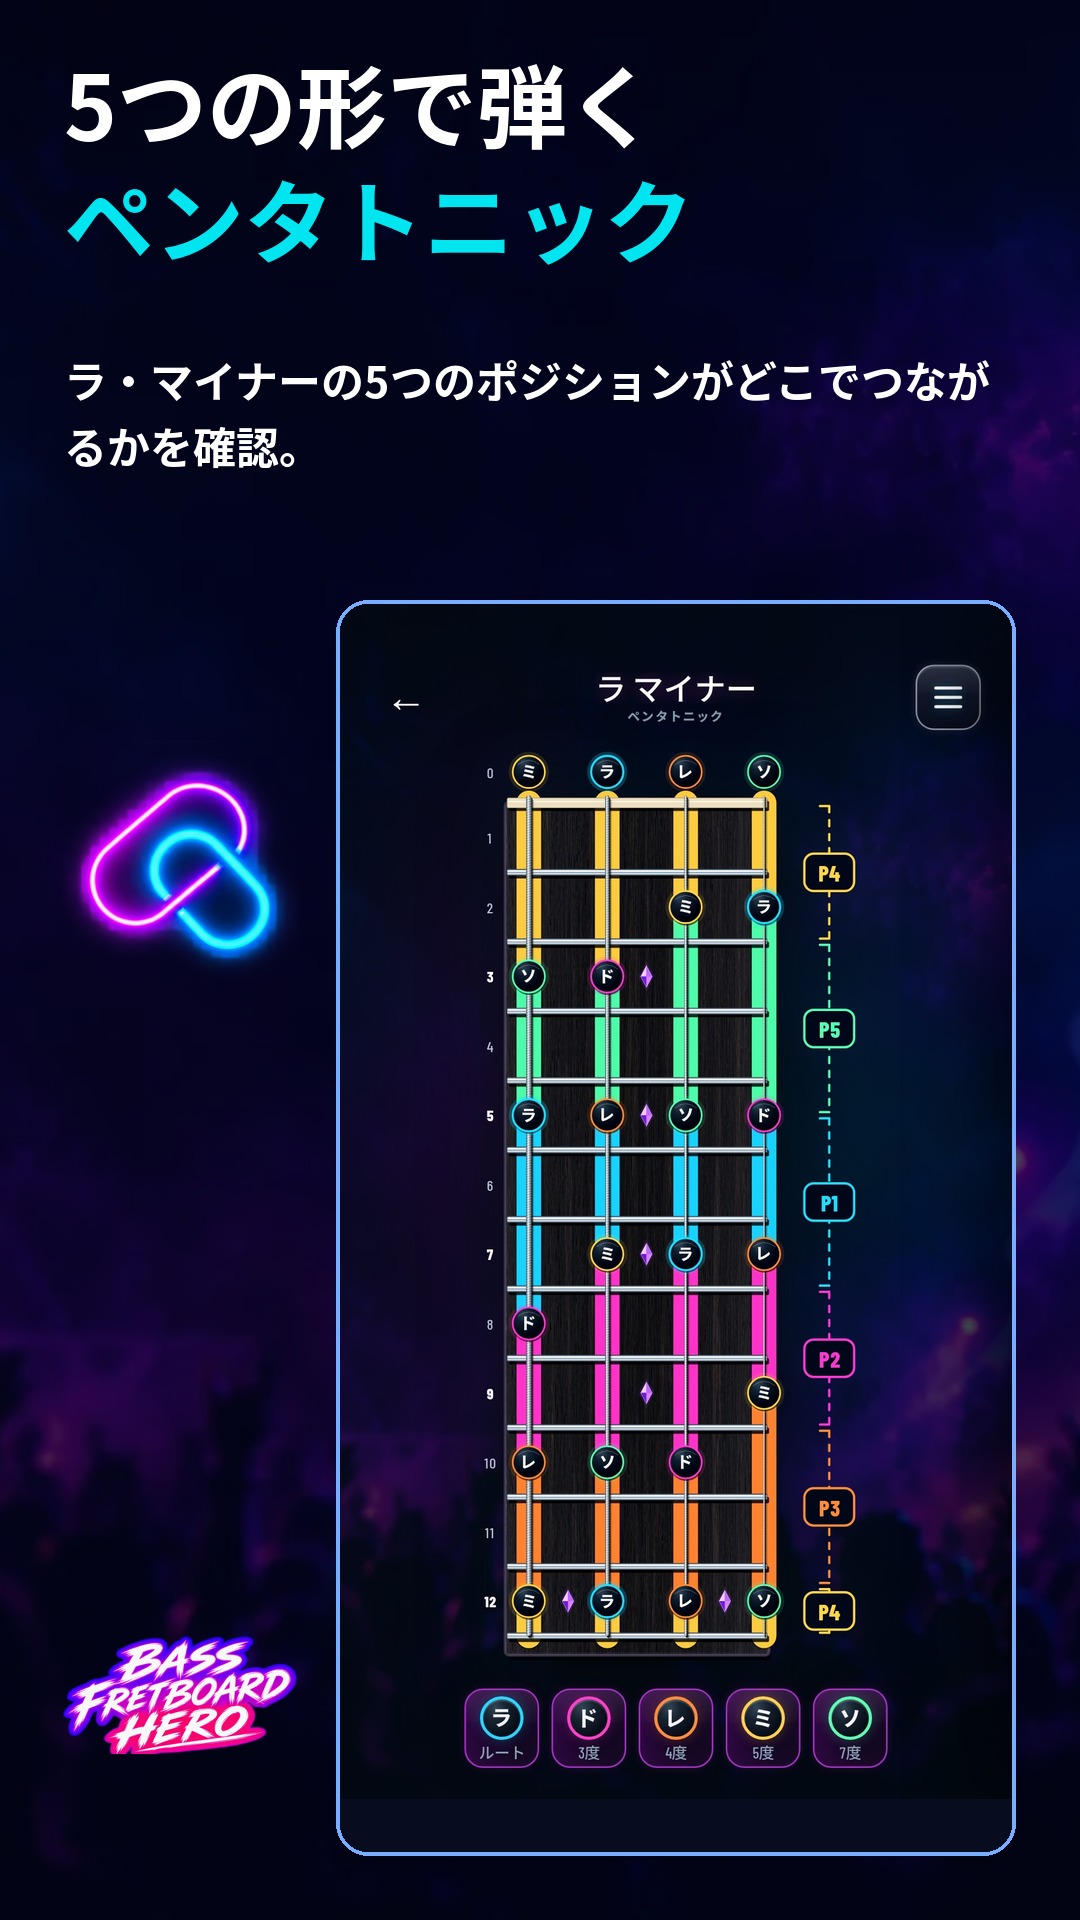 5つの形で弾く
ペンタトニック
ラ・マイナーの5つのポジションがどこでつなが
るかを確認。
←
ラ マイナー
ペンタトニック
0 ミ ラ レ ソ
1
P4
2 ミ ラ
3 ソ ド
P5
4
5 ラ レ ソ ド
6
P1
7 ミ ラ レ
8 ド
P2
9 ミ
10 レ ソ ド
P3
11
12 ミ ラ レ ソ
P4
BASS
FRETBOARD
HERO
ラ ド レ ミ ソ
ルート 3度 4度 5度 7度